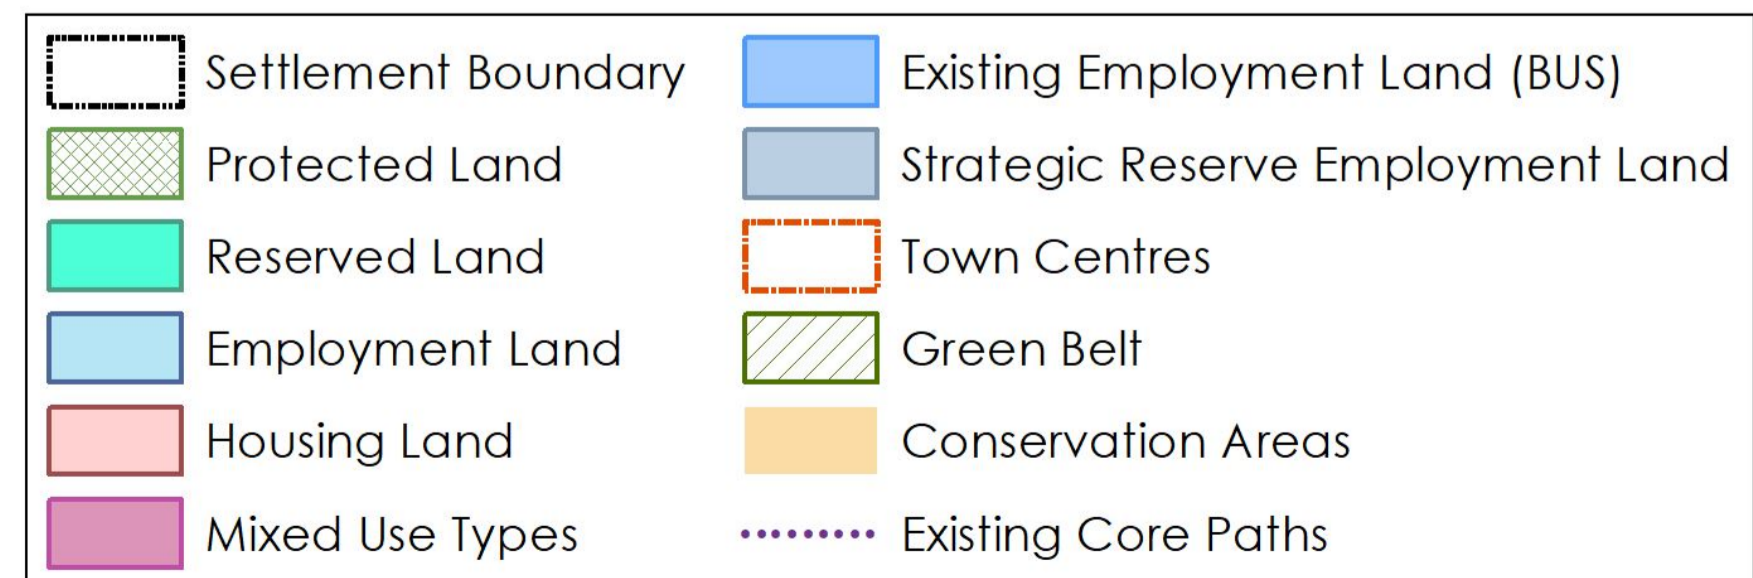 Settlement Boundary
Protected Land
Reserved Land
Employment Land
Housing Land
Mixed Use Types
Existing Employment Land (BUS)
Strategic Reserve Employment Land
Town Centres
Green Belt
Conservation Areas
Existing Core Paths